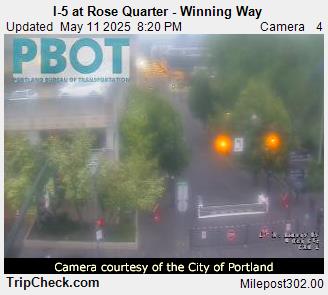 I-5 at Rose Quarter - Winning Way
Updated May 11 2025 8:20 PM Camera 4
PBOT
PORTLAND BUREAU OF TRANSPORTATION
Camera courtesy of the City of Portland
TripCheck.com Milepost302.00